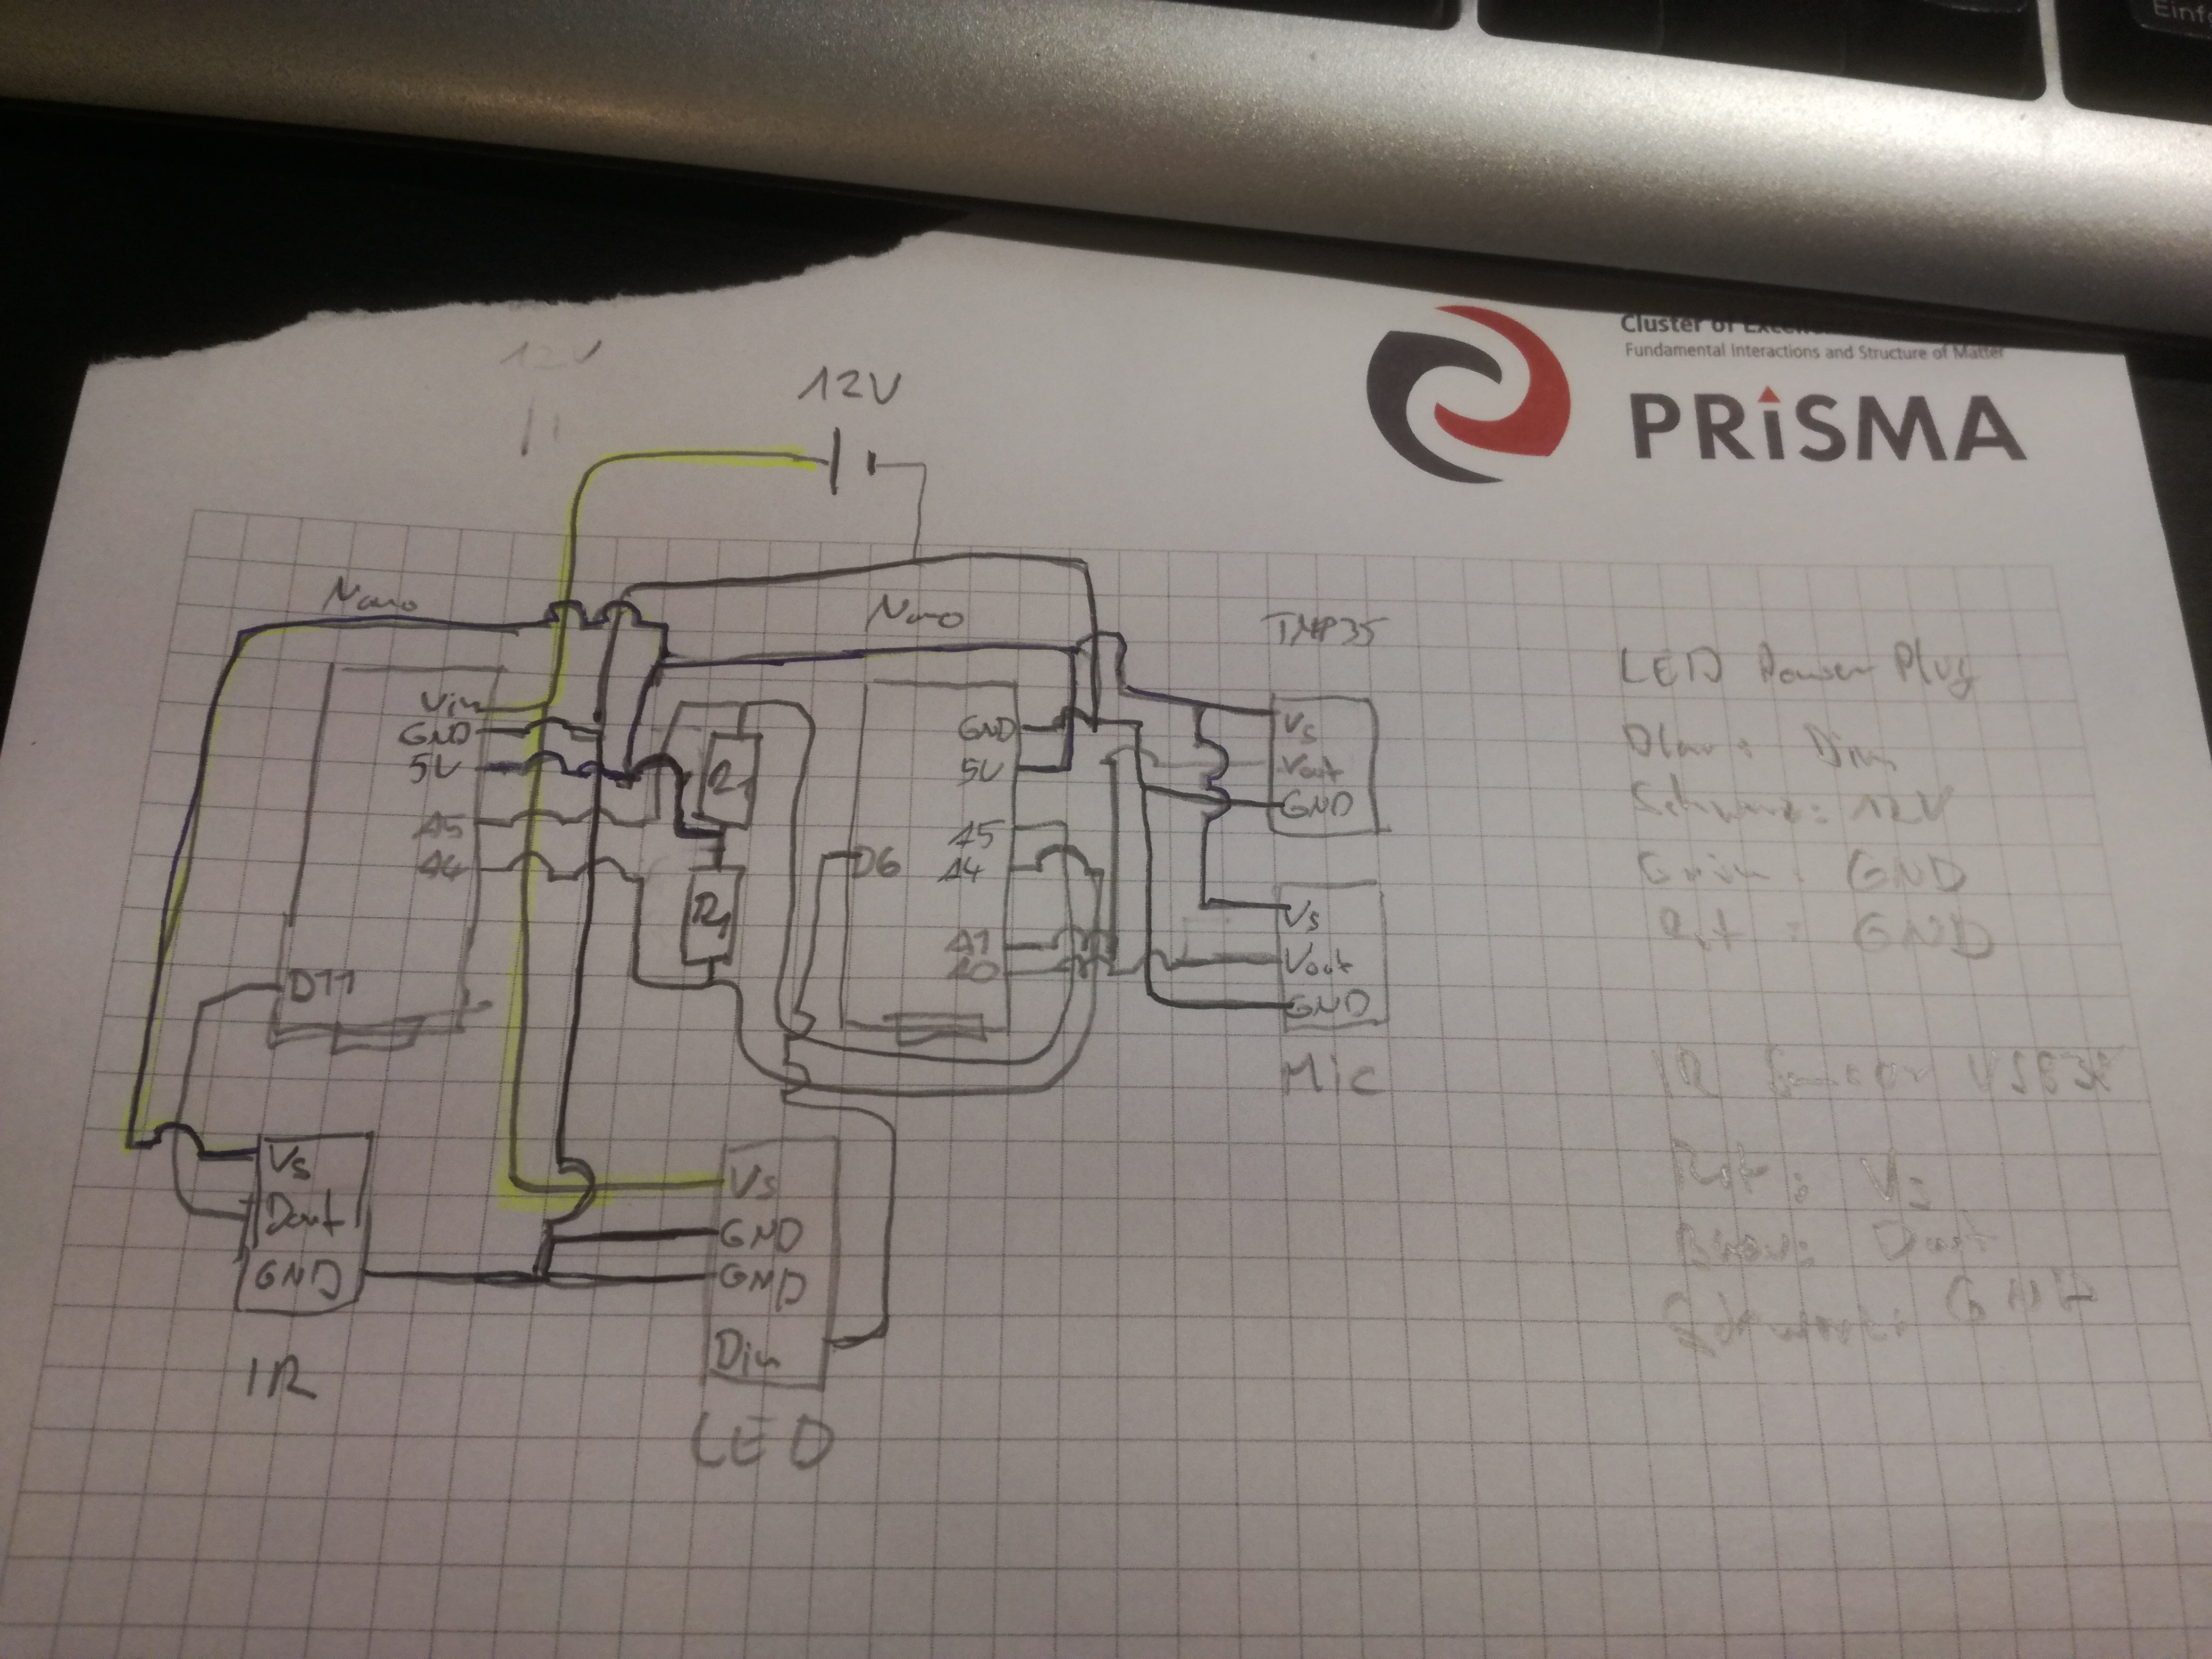 Einf
Cluster of
Fundamental Interactions and Structure of Matter
PRiSMA
12V
12V
Nano
Nano
TMP35
Vin
GND
5V
A5
A4
D11
R1
R1
D6
GND
5V
A5
A4
A1
A0
Vs
Vout
GND
Vs
Vout
GND
Mic
Vs
Dout
GND
IR
Vs
GND
GND
Din
LED
LED Power Plug
Blau: Din
Schwarz: 12V
Grün: GND
Rot: GND
IR Sensor
Rot: Vs
Dout
Schwarz: GND